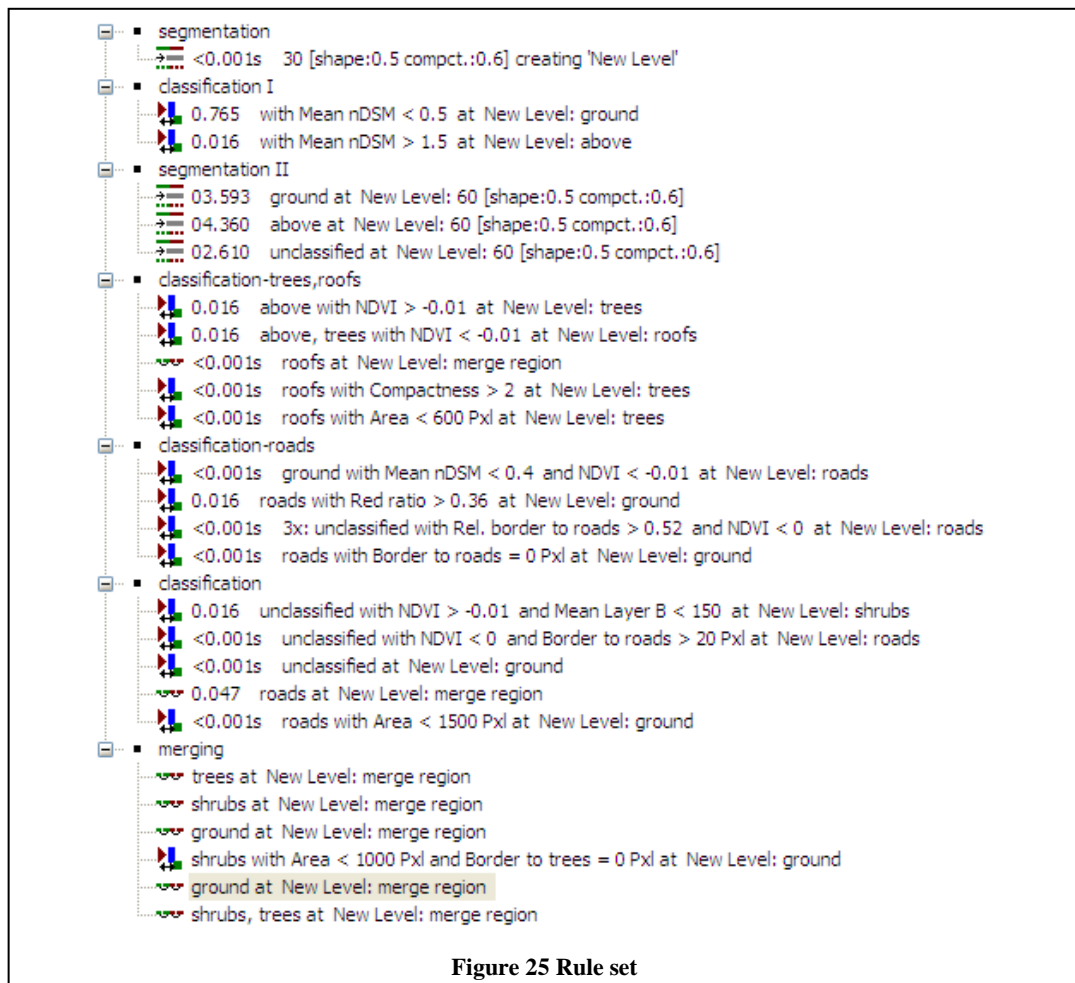 segmentation
<0.001s 30 [shape:0.5 compct.:0.6] creating 'New Level'
classification I
0.765 with Mean nDSM < 0.5 at New Level: ground
0.016 with Mean nDSM > 1.5 at New Level: above
segmentation II
03.593 ground at New Level: 60 [shape:0.5 compct.:0.6]
04.360 above at New Level: 60 [shape:0.5 compct.:0.6]
02.610 unclassified at New Level: 60 [shape:0.5 compct.:0.6]
classification-trees,roofs
0.016 above with NDVI > -0.01 at New Level: trees
0.016 above, trees with NDVI < -0.01 at New Level: roofs
<0.001s roofs at New Level: merge region
<0.001s roofs with Compactness > 2 at New Level: trees
<0.001s roofs with Area < 600 Pxl at New Level: trees
classification-roads
<0.001s ground with Mean nDSM < 0.4 and NDVI < -0.01 at New Level: roads
0.016 roads with Red ratio > 0.36 at New Level: ground
<0.001s 3x: unclassified with Rel. border to roads > 0.52 and NDVI < 0 at New Level: roads
<0.001s roads with Border to roads = 0 Pxl at New Level: ground
classification
0.016 unclassified with NDVI > -0.01 and Mean Layer B < 150 at New Level: shrubs
<0.001s unclassified with NDVI < 0 and Border to roads > 20 Pxl at New Level: roads
<0.001s unclassified at New Level: ground
0.047 roads at New Level: merge region
<0.001s roads with Area < 1500 Pxl at New Level: ground
merging
trees at New Level: merge region
shrubs at New Level: merge region
ground at New Level: merge region
shrubs with Area < 1000 Pxl and Border to trees = 0 Pxl at New Level: ground
ground at New Level: merge region
shrubs, trees at New Level: merge region
Figure 25 Rule set